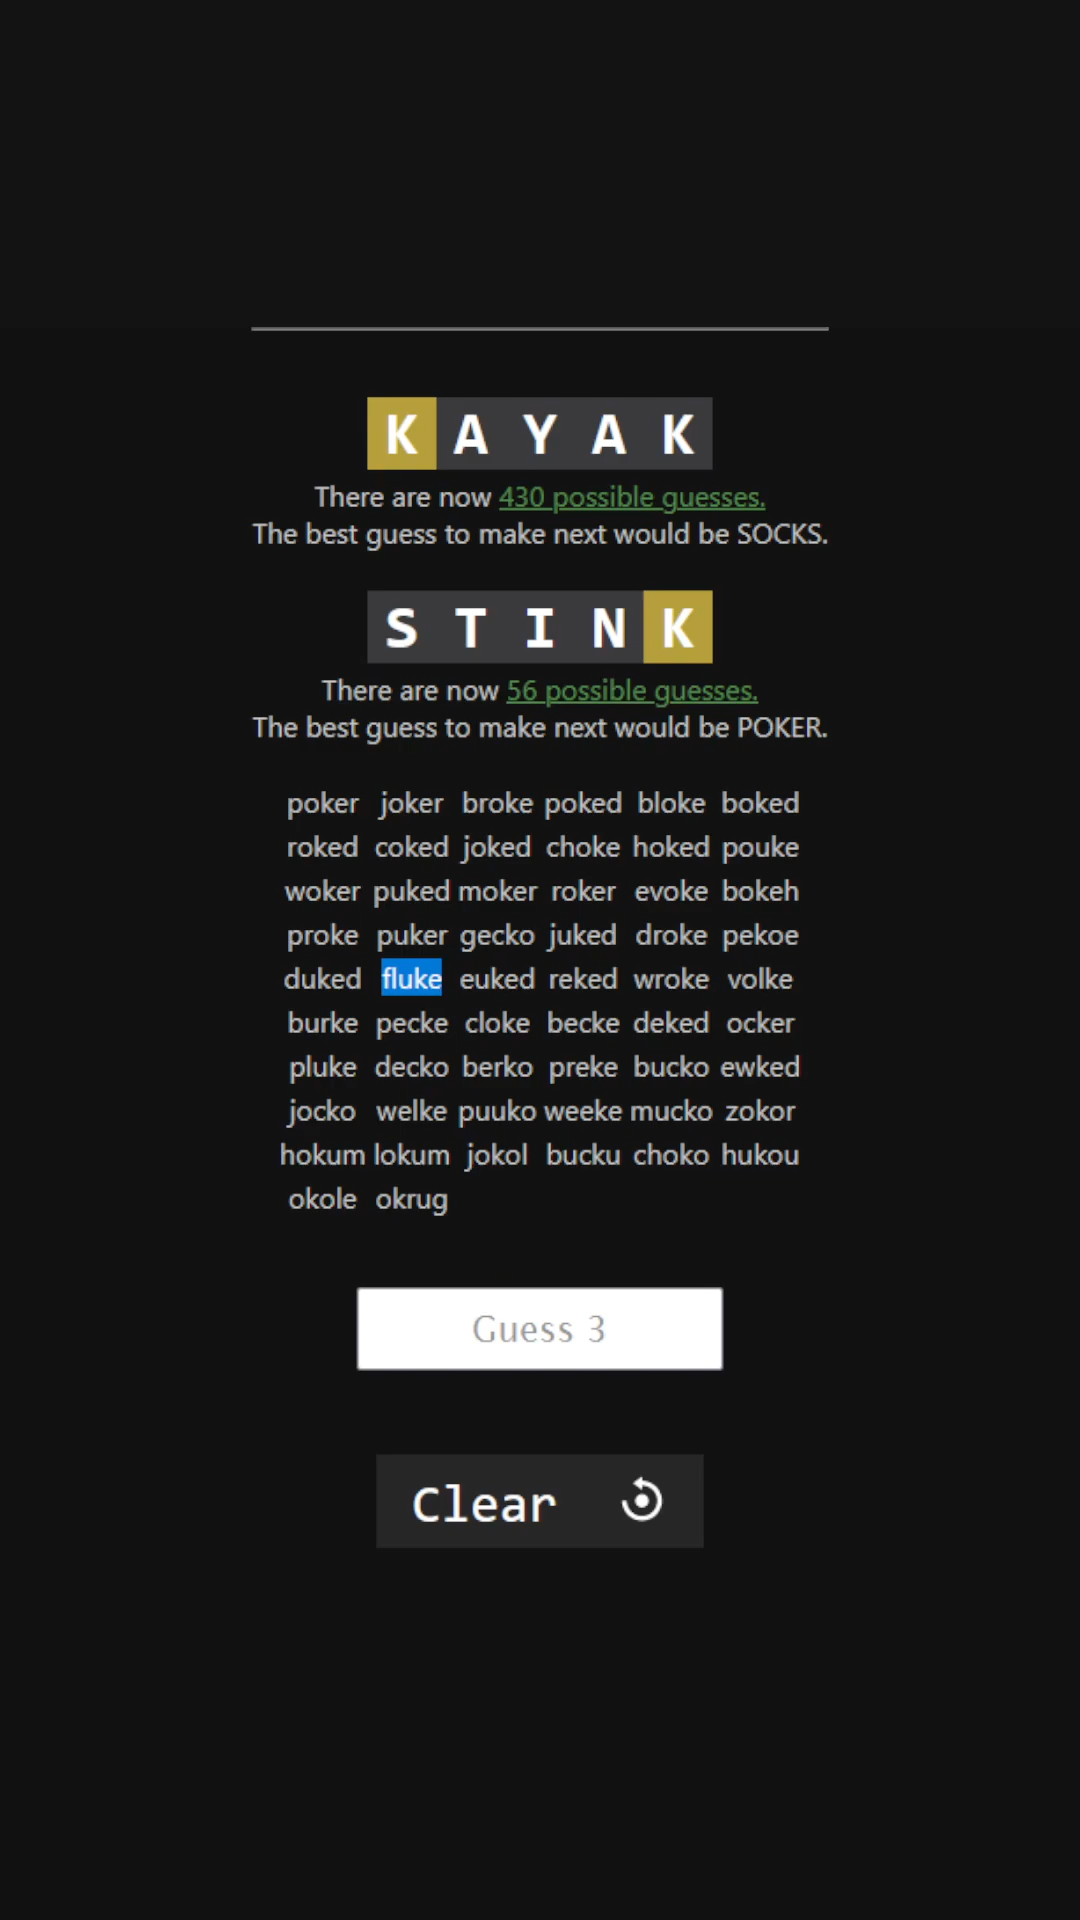 KAYAK
There are now 430 possible guesses.
The best guess to make next would be SOCKS.
STINK
There are now 56 possible guesses.
The best guess to make next would be POKER.
poker joker broke poked bloke boked
roked coked joked choke hoked pouke
woker puked moker roker evoke bokeh
proke puker gecko juked droke pekoe
duked fluke euked reked wroke volke
burke pecke cloke becke deked ocker
pluke decko berko preke bucko ewked
jocko welke puuko weeke mucko zokor
hokum lokum jokol bucku choko hukou
okole okrug
Guess 3
Clear